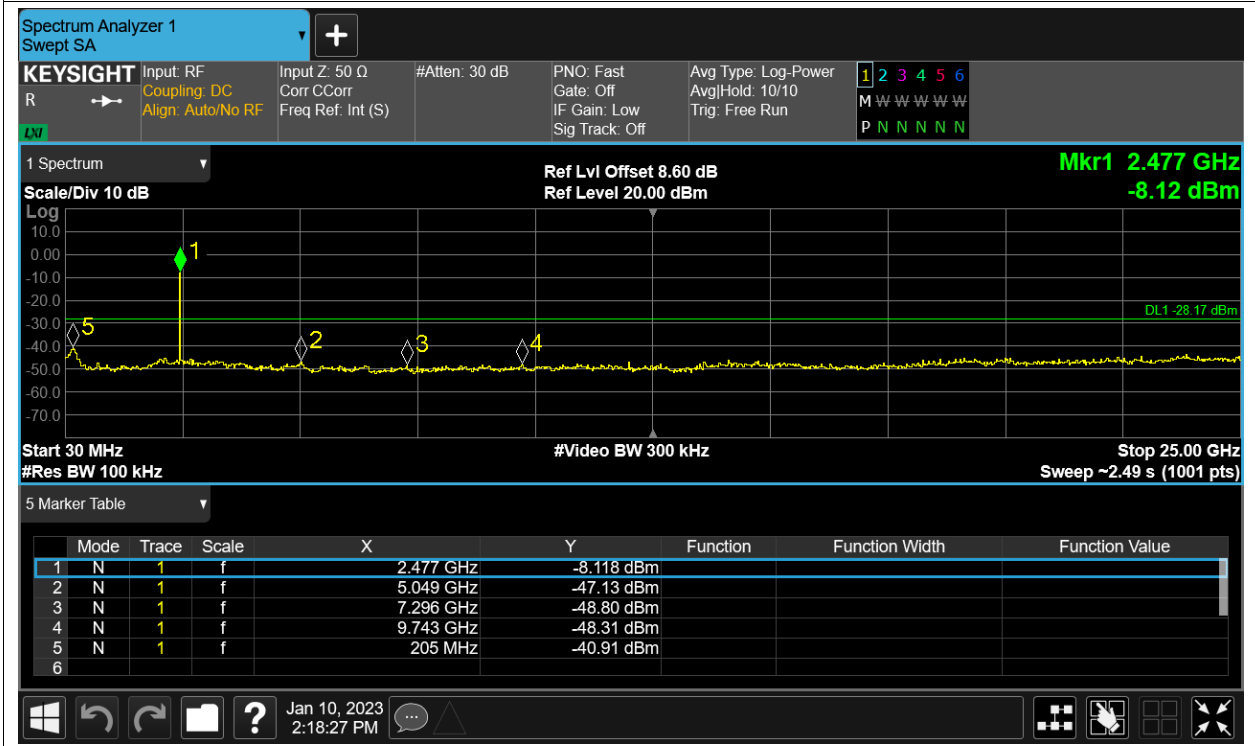 Spectrum Analyzer 1
Swept SA
+
KEYSIGHT
R
LXI
Input: RF
Coupling: DC
Align: Auto/No RF
Input Z: 50 Ω
Corr CCorr
Freq Ref: Int (S)
#Atten: 30 dB
PNO: Fast
Gate: Off
IF Gain: Low
Sig Track: Off
Avg Type: Log-Power
Avg|Hold: 10/10
Trig: Free Run
1 2 3 4 5 6
M W W W W W
P N N N N N
1 Spectrum
Scale/Div 10 dB
Ref Lvl Offset 8.60 dB
Ref Level 20.00 dBm
Mkr1 2.477 GHz
-8.12 dBm
Log
10.0
0.00
-10.0
-20.0
-30.0
-40.0
-50.0
-60.0
-70.0
1
5
2
3
4
DL1 -28.17 dBm
Start 30 MHz
#Video BW 300 kHz
Stop 25.00 GHz
#Res BW 100 kHz
Sweep ~2.49 s (1001 pts)
5 Marker Table
Mode Trace Scale X Y Function Function Width Function Value
1 N 1 f 2.477 GHz -8.118 dBm
2 N 1 f 5.049 GHz -47.13 dBm
3 N 1 f 7.296 GHz -48.80 dBm
4 N 1 f 9.743 GHz -48.31 dBm
5 N 1 f 205 MHz -40.91 dBm
6
?
Jan 10, 2023
2:18:27 PM